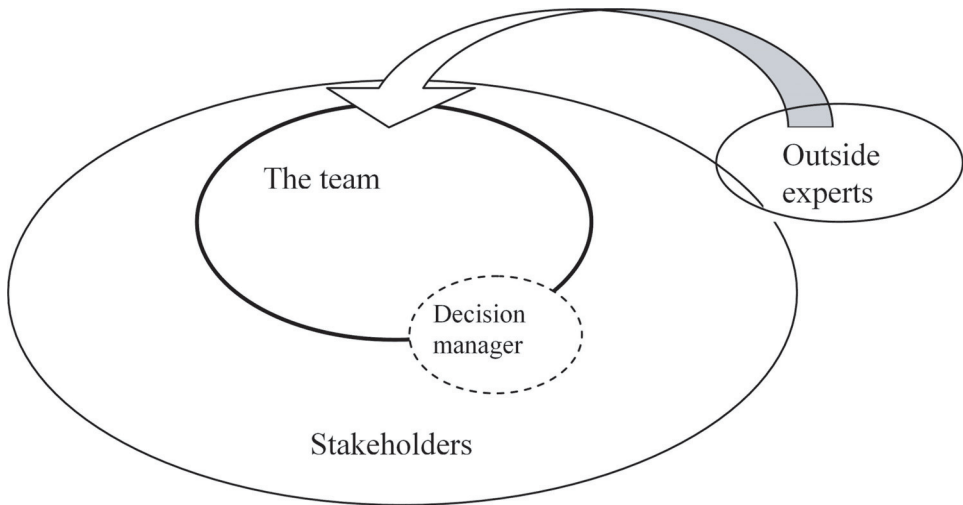 The team
Outside
experts
Decision
manager
Stakeholders